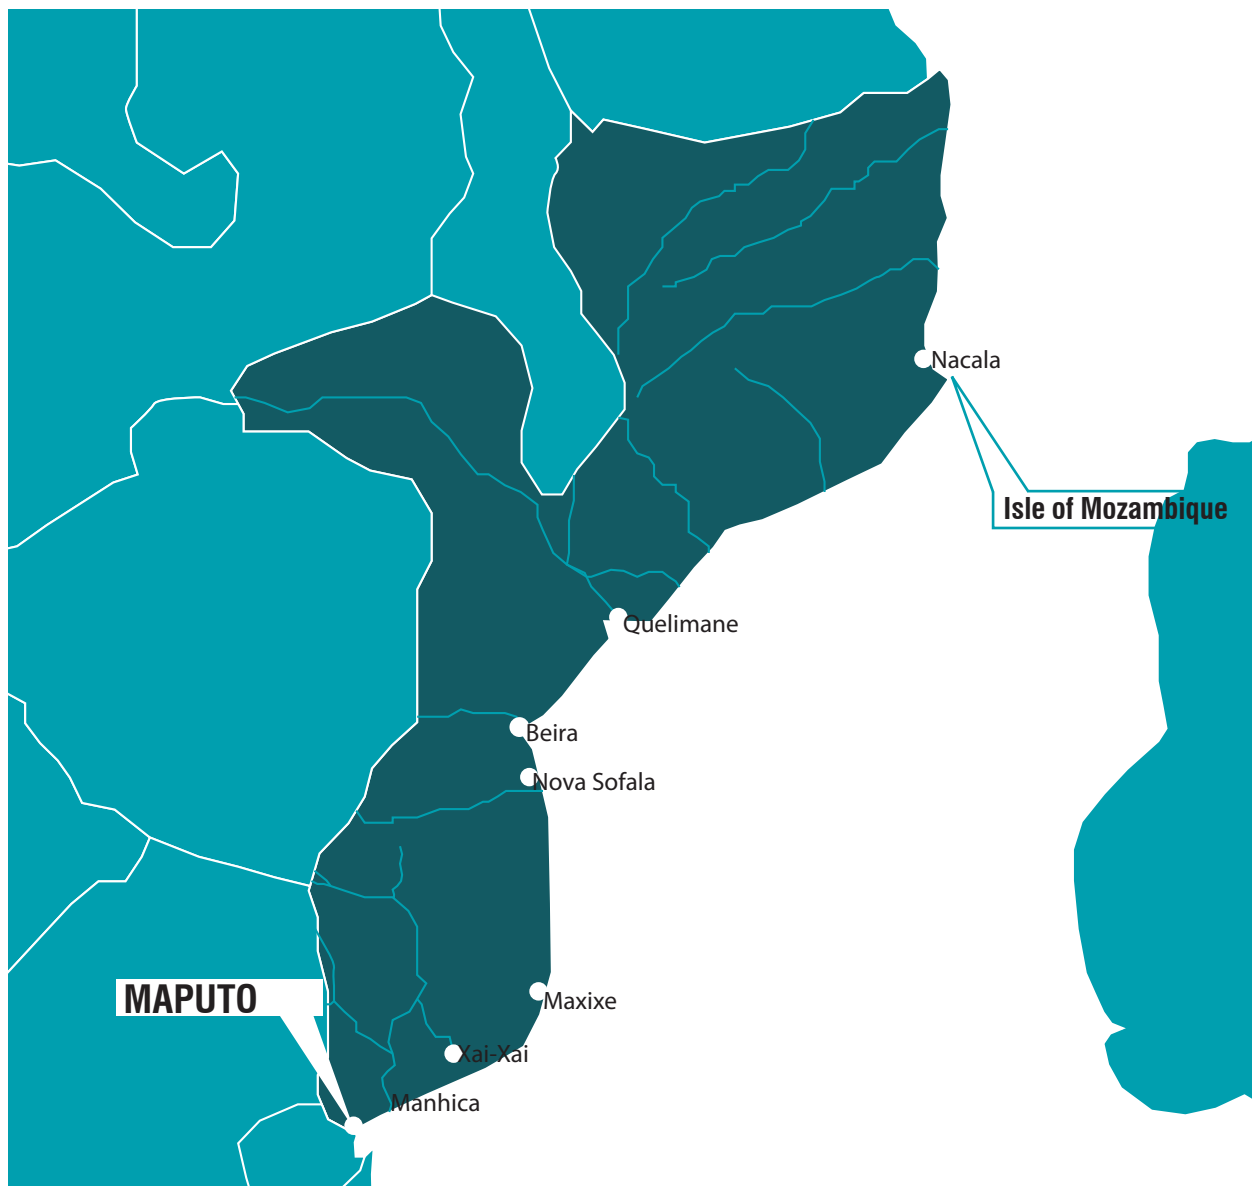 Nacala
Isle of Mozambique
Quelimane
Beira
Nova Sofala
MAPUTO
Maxixe
Xai-Xai
Manhica